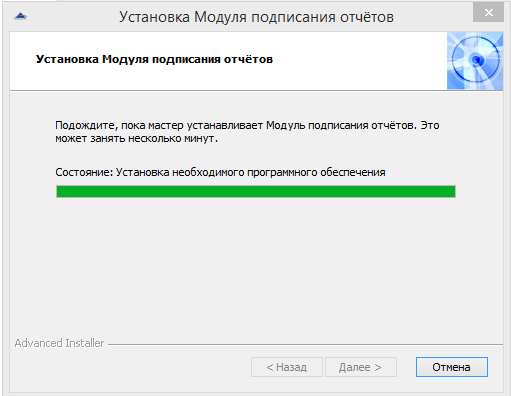 Установка Модуля подписания отчётов
Установка Модуля подписания отчётов
Подождите, пока мастер устанавливает Модуль подписания отчётов. Это
может занять несколько минут.
Состояние: Установка необходимого программного обеспечения
Advanced Installer
< Назад
Далее >
Отмена